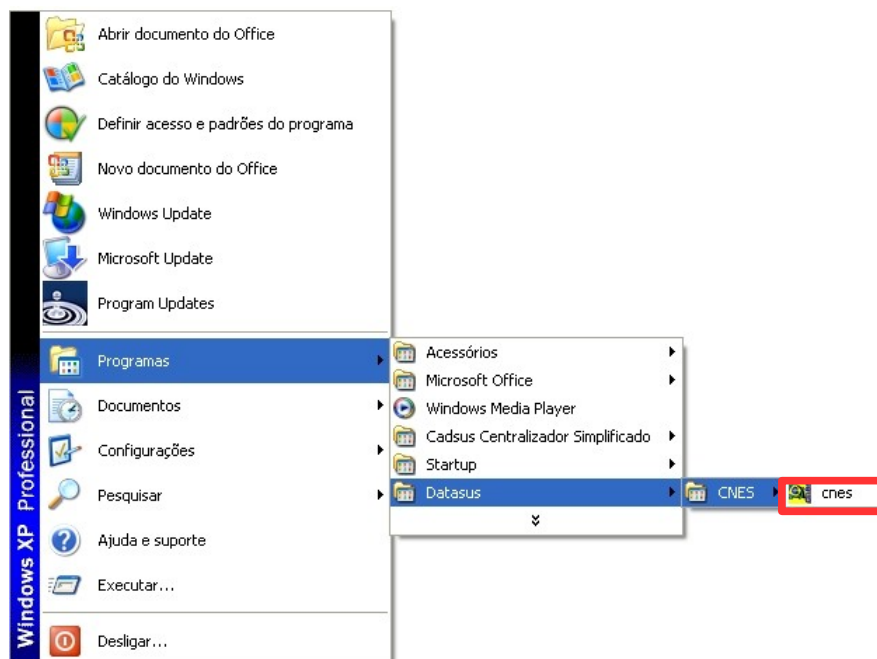 Abrir documento do Office
Catálogo do Windows
Definir acesso e padrões do programa
Novo documento do Office
Windows Update
Microsoft Update
Program Updates
Programas
Documentos
Configurações
Pesquisar
Ajuda e suporte
Executar...
Desligar...
Windows XP Professional
Acessórios
Microsoft Office
Windows Media Player
Cadsus Centralizador Simplificado
Startup
Datasus
CNES
cnes